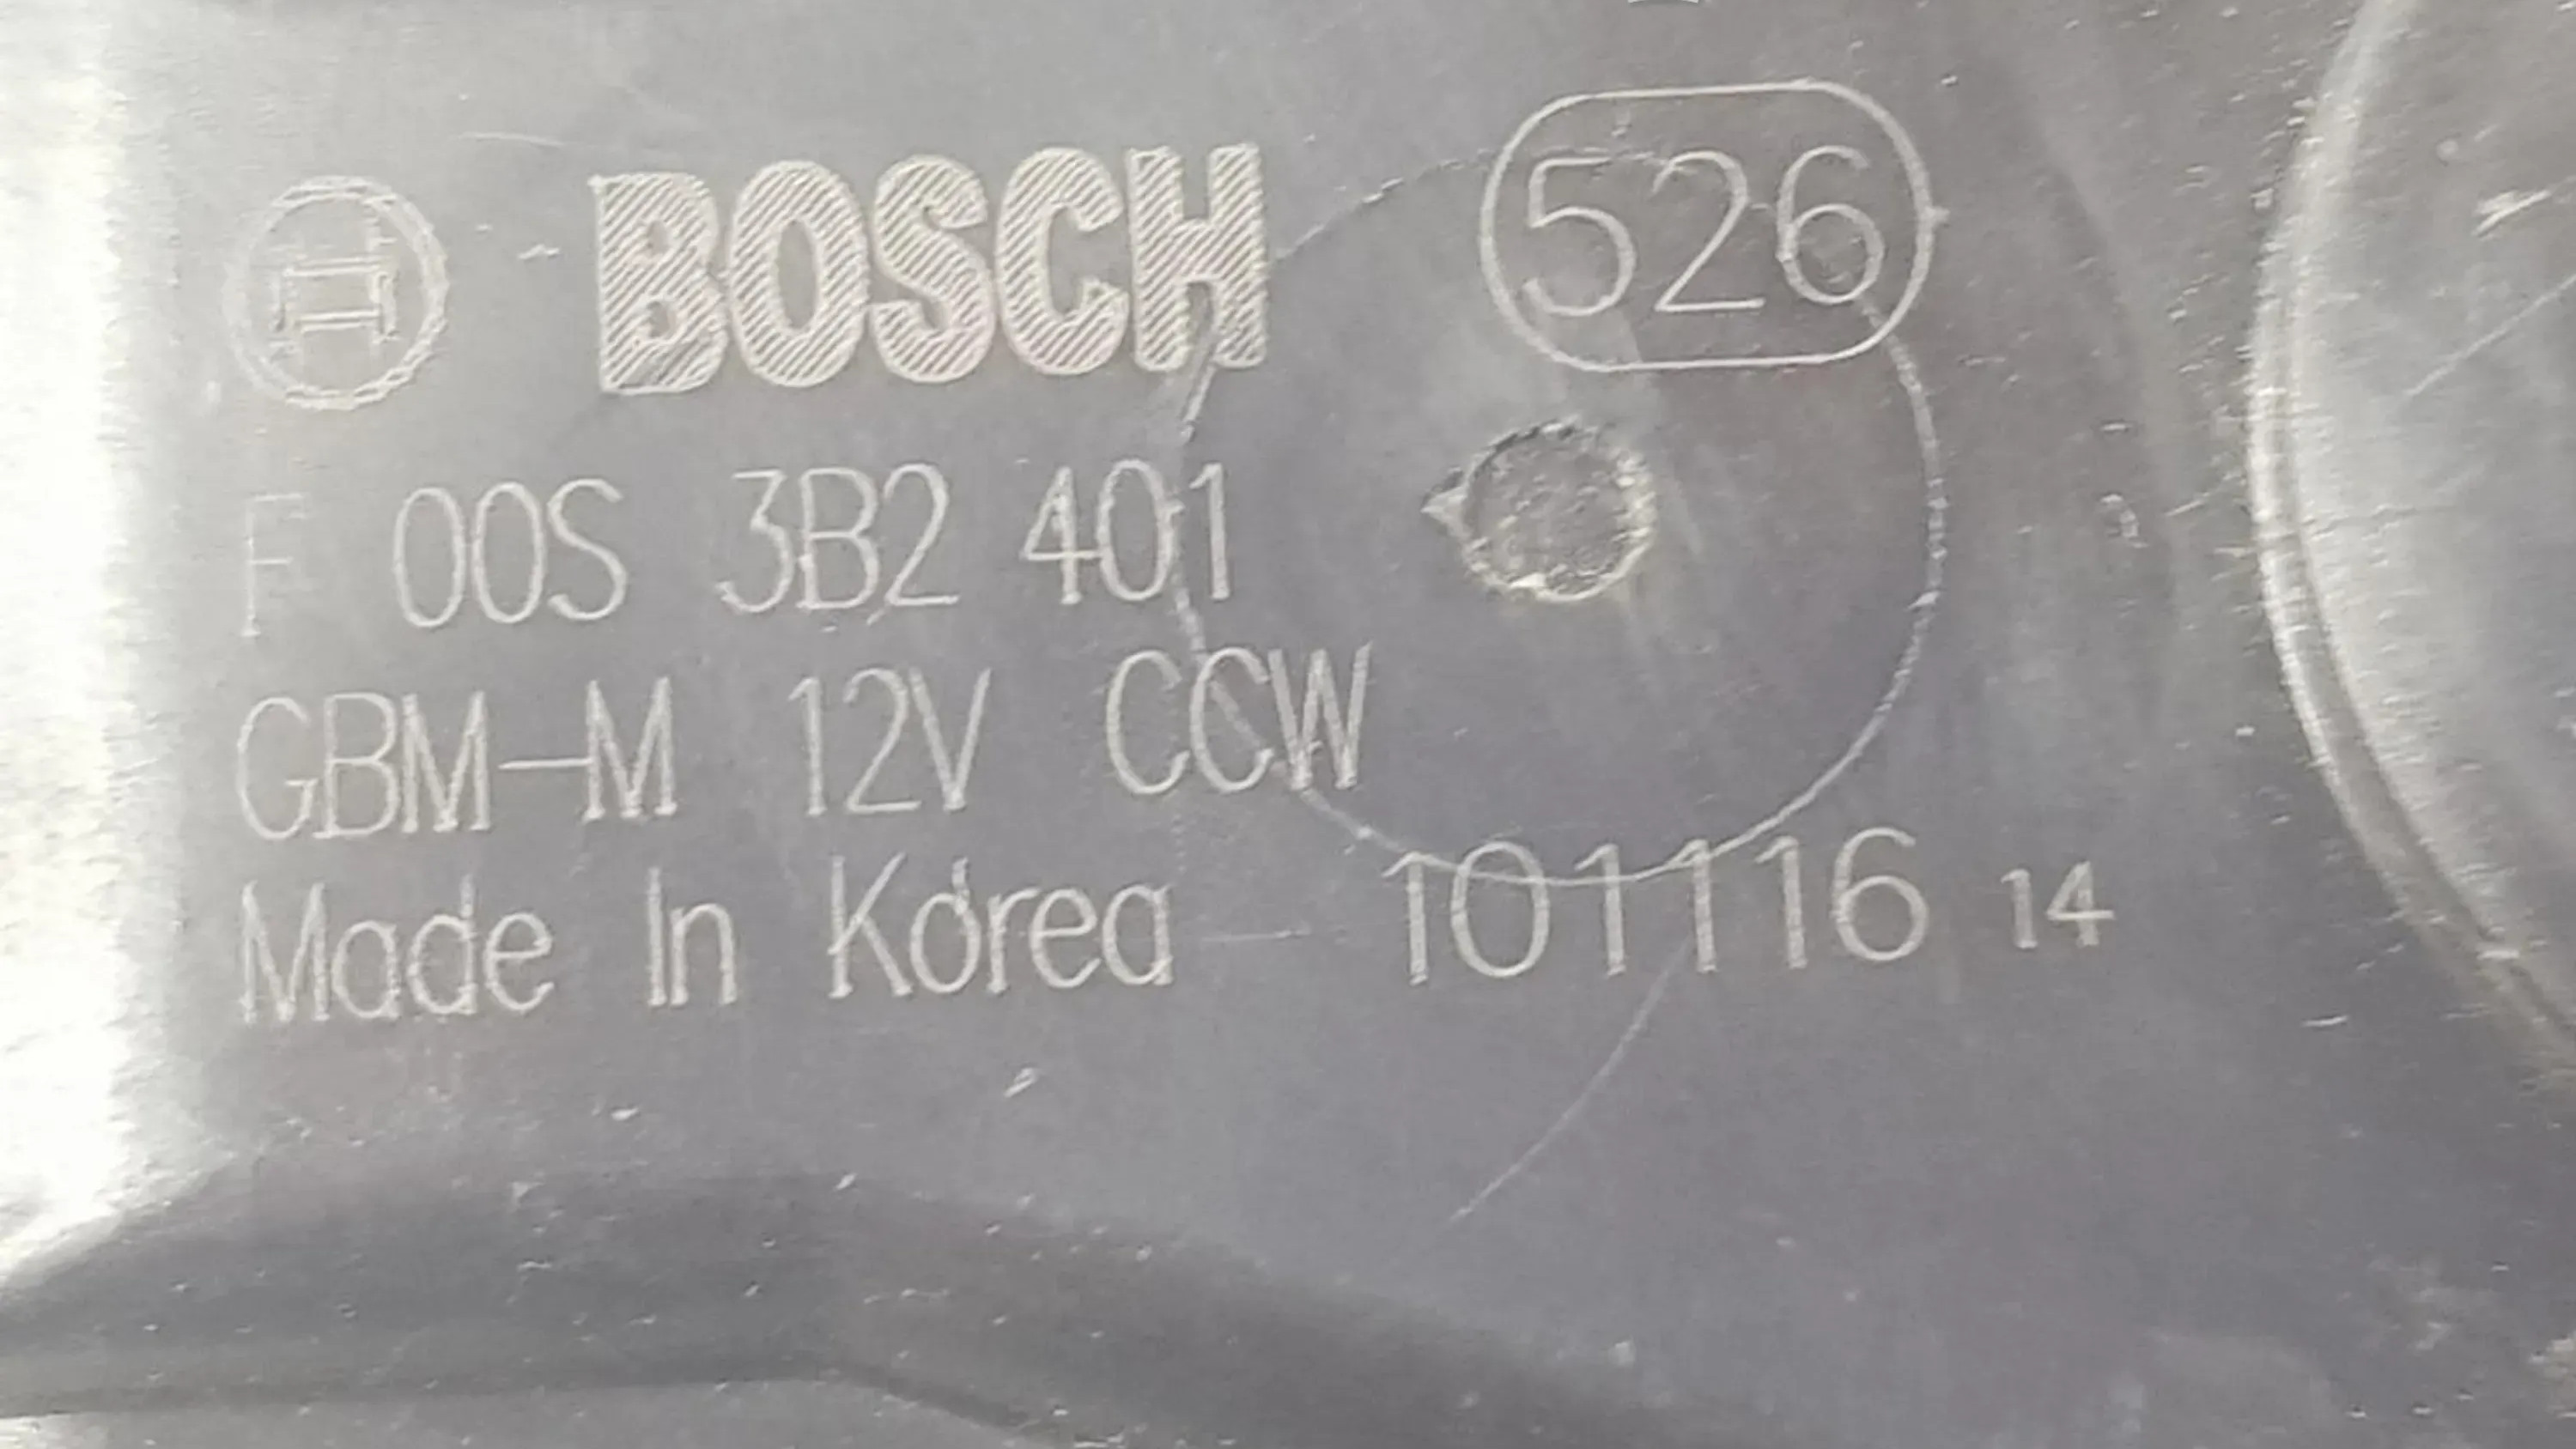 BOSCH 526
F 00S 3B2 401
GBM-M 12V CCW
Made In Korea 101116 14